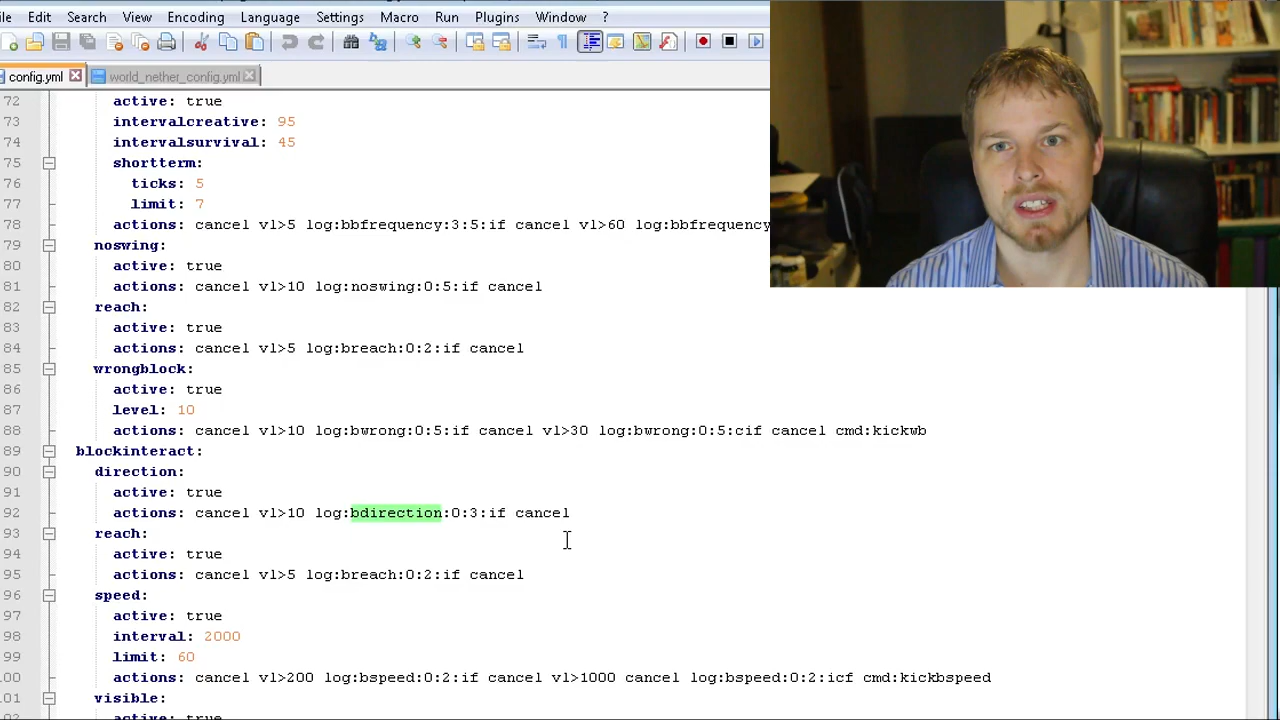 ile Edit Search View Encoding Language Settings Macro Run Plugins Window ?
config.yml world_nether_config.yml
72 active: true
73 intervalcreative: 95
74 intervalsurvival: 45
75 shortterm:
76 ticks: 5
77 limit: 7
78 actions: cancel vl>5 log:bbfrequency:3:5:if cancel vl>60 log:bbfrequency
79 noswing:
80 active: true
81 actions: cancel vl>10 log:noswing:0:5:if cancel
82 reach:
83 active: true
84 actions: cancel vl>5 log:breach:0:2:if cancel
85 wrongblock:
86 active: true
87 level: 10
88 actions: cancel vl>10 log:bwrong:0:5:if cancel vl>30 log:bwrong:0:5:cif cancel cmd:kickwb
89 blockinteract:
90 direction:
91 active: true
92 actions: cancel vl>10 log:bdirection:0:3:if cancel
93 reach:
94 active: true
95 actions: cancel vl>5 log:breach:0:2:if cancel
96 speed:
97 active: true
98 interval: 2000
99 limit: 60
100 actions: cancel vl>200 log:bspeed:0:2:if cancel vl>1000 cancel log:bspeed:0:2:icf cmd:kickbspeed
101 visible:
102 active: true